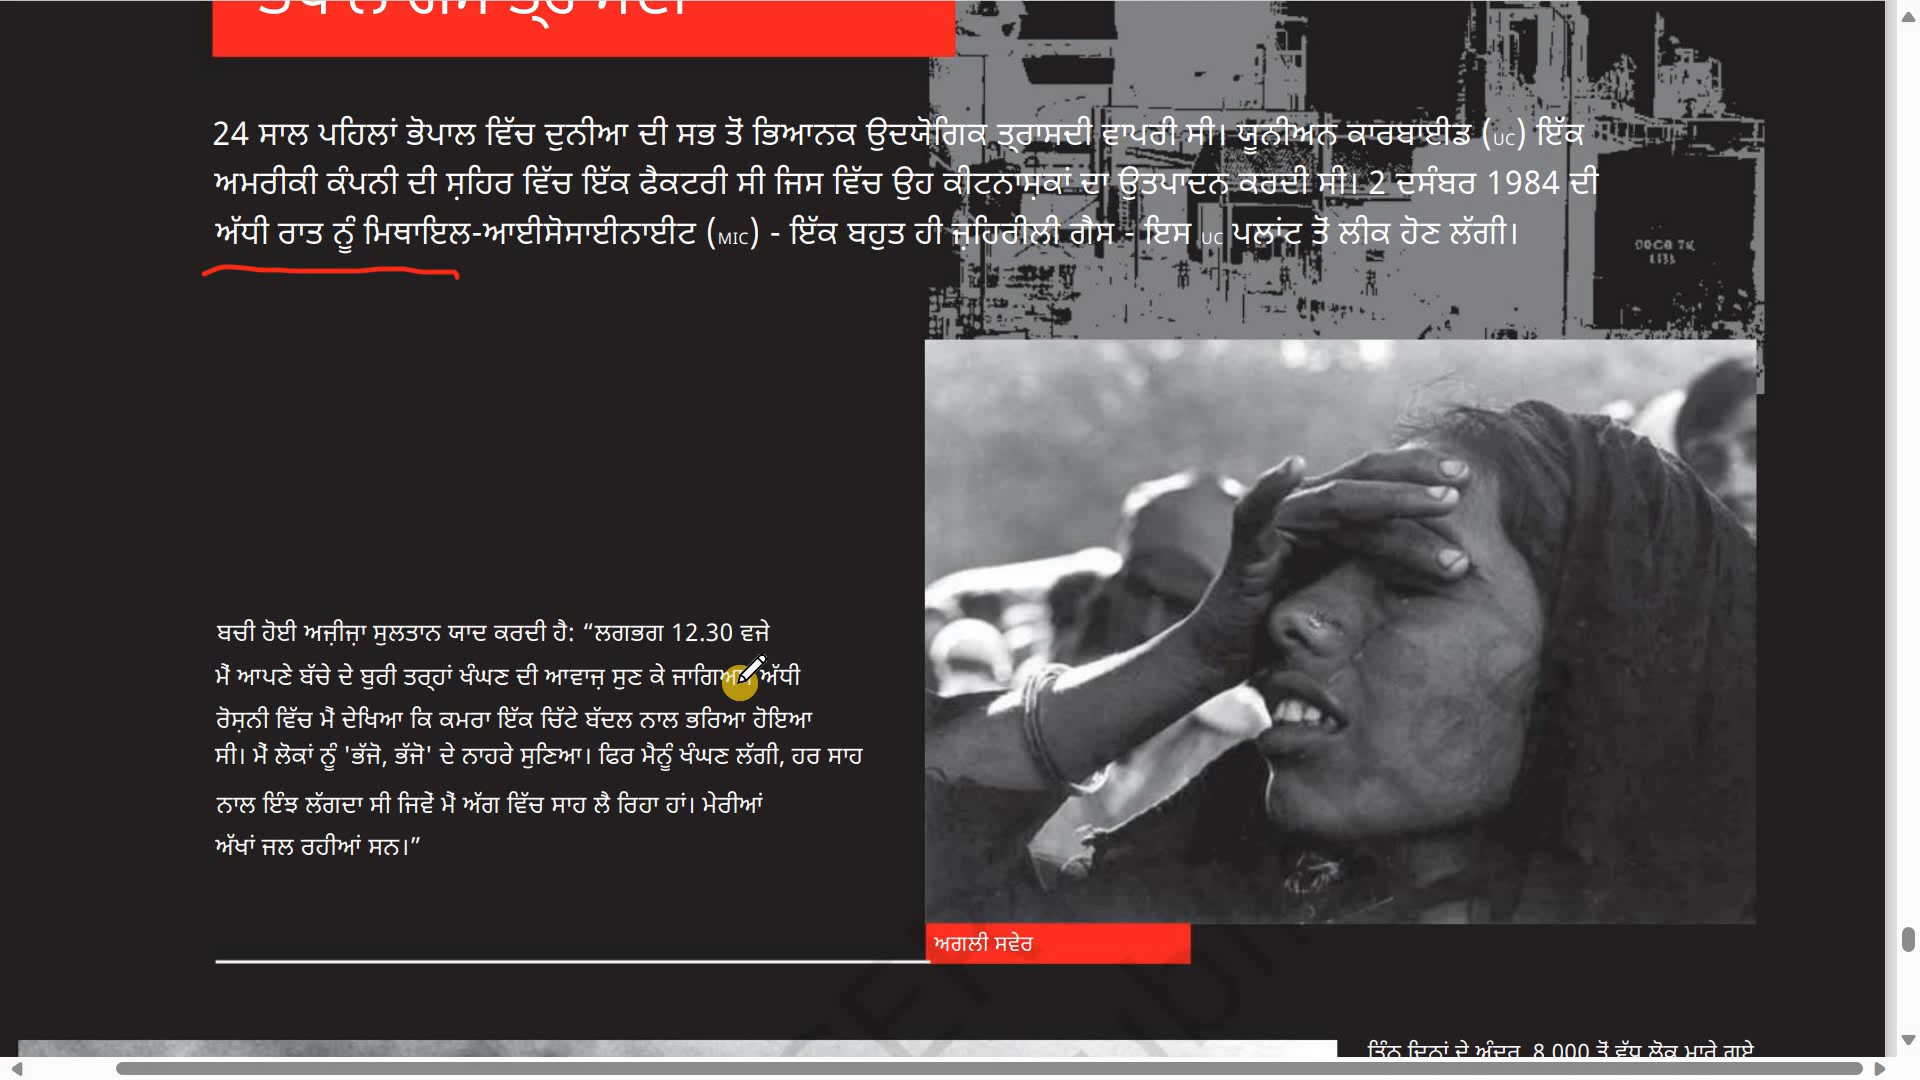 24 ਸਾਲ ਪਹਿਲਾਂ ਭੋਪਾਲ ਵਿੱਚ ਦੁਨੀਆ ਦੀ ਸਭ ਤੋਂ ਭਿਆਨਕ ਉਦਯੋਗਿਕ ਤ੍ਰਾਸਦੀ ਵਾਪਰੀ ਸੀ। ਯੂਨੀਅਨ ਕਾਰਬਾਈਡ (UC) ਇੱਕ
ਅਮਰੀਕੀ ਕੰਪਨੀ ਦੀ ਸ਼ਹਿਰ ਵਿੱਚ ਇੱਕ ਫੈਕਟਰੀ ਸੀ ਜਿਸ ਵਿੱਚ ਉਹ ਕੀਟਨਾਸ਼ਕਾਂ ਦਾ ਉਤਪਾਦਨ ਕਰਦੀ ਸੀ। 2 ਦਸੰਬਰ 1984 ਦੀ
ਅੱਧੀ ਰਾਤ ਨੂੰ ਮਿਥਾਇਲ-ਆਈਸੋਸਾਈਨਾਈਟ (MIC) - ਇੱਕ ਬਹੁਤ ਹੀ ਜ਼ਹਿਰੀਲੀ ਗੈਸ - ਇਸ UC ਪਲਾਂਟ ਤੋਂ ਲੀਕ ਹੋਣ ਲੱਗੀ।
ਬਚੀ ਹੋਈ ਅਜ਼ੀਜ਼ਾ ਸੁਲਤਾਨ ਯਾਦ ਕਰਦੀ ਹੈ: “ਲਗਭਗ 12.30 ਵਜੇ
ਮੈਂ ਆਪਣੇ ਬੱਚੇ ਦੇ ਬੁਰੀ ਤਰ੍ਹਾਂ ਖੰਘਣ ਦੀ ਆਵਾਜ਼ ਸੁਣ ਕੇ ਅੱਧੀ
ਰੋਸ਼ਨੀ ਵਿੱਚ ਮੈਂ ਦੇਖਿਆ ਕਿ ਕਮਰਾ ਇੱਕ ਚਿੱਟੇ ਬੱਦਲ ਨਾਲ ਭਰਿਆ ਹੋਇਆ
ਸੀ। ਮੈਂ ਲੋਕਾਂ ਨੂੰ 'ਭੱਜੋ, ਭੱਜੋ' ਦੇ ਨਾਹਰੇ ਸੁਣਿਆ। ਫਿਰ ਮੈਨੂੰ ਖੰਘਣ ਲੱਗੀ, ਹਰ ਸਾਹ
ਨਾਲ ਇੰਝ ਲੱਗਦਾ ਸੀ ਜਿਵੇਂ ਮੈਂ ਅੱਗ ਵਿੱਚ ਸਾਹ ਲੈ ਰਿਹਾ ਹਾਂ। ਮੇਰੀਆਂ
ਅੱਖਾਂ ਜਲ ਰਹੀਆਂ ਸਨ।”
ਅਗਲੀ ਸਵੇਰ
ਤਿੰਨ ਦਿਨਾਂ ਦੇ ਅੰਦਰ, 8,000 ਤੋਂ ਵੱਧ ਲੋਕ ਮਾਰੇ ਗਏ